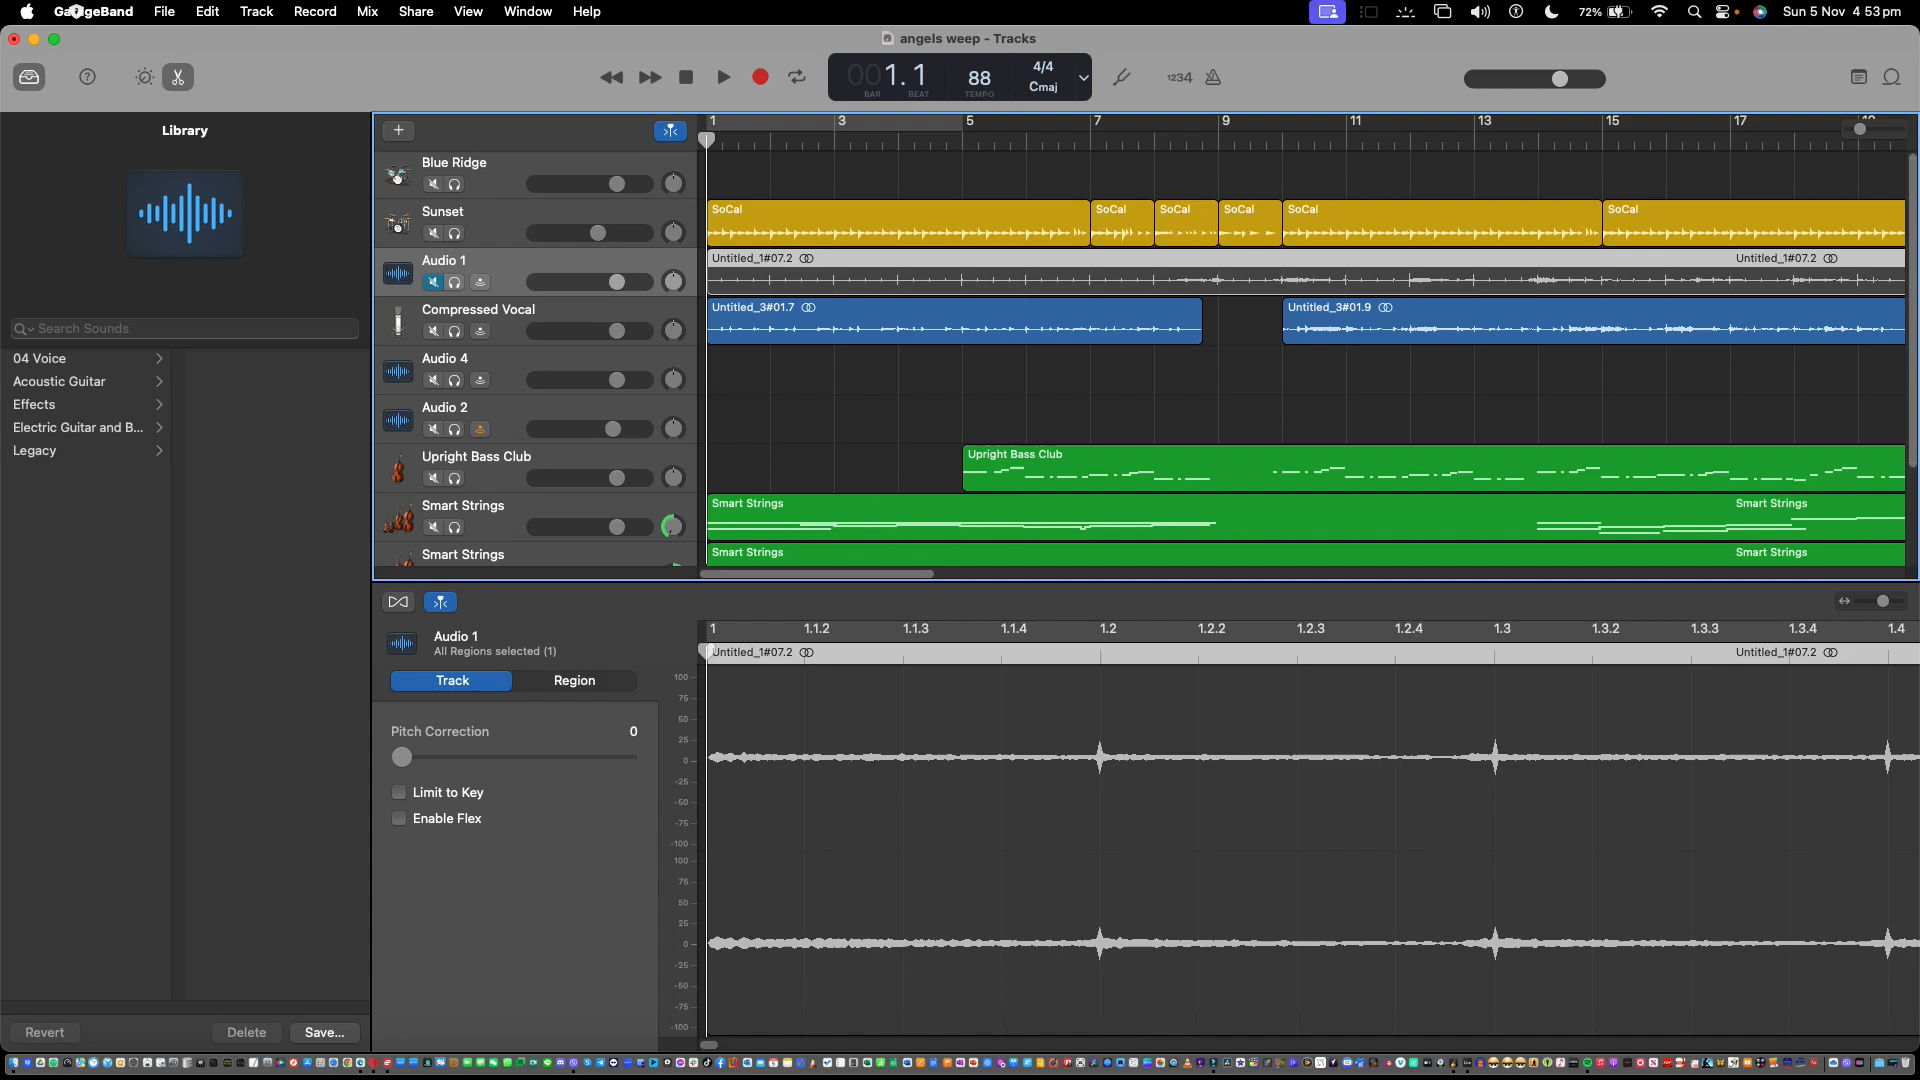 GarageBand File Edit Track Record Mix Share View Window Help
72% Sun 5 Nov 4 53pm
angels weep - Tracks
001.1
BAR BEAT
88
TEMPO
4/4
Cmaj
1234
Library
Search Sounds
04 Voice
Acoustic Guitar
Effects
Electric Guitar and B...
Legacy
Revert
Delete
Save...
1 3 5 7 9 11 13 15 17
Blue Ridge
Sunset
SoCal SoCal SoCal SoCal SoCal SoCal
Audio 1
Untitled_1#07.2 Untitled_1#07.2
Compressed Vocal
Untitled_3#01.7 Untitled_3#01.9
Audio 4
Audio 2
Upright Bass Club
Upright Bass Club
Smart Strings
Smart Strings Smart Strings
Smart Strings
Smart Strings Smart Strings
Audio 1
All Regions selected (1)
Track Region
Pitch Correction 0
Limit to Key
Enable Flex
1 1.1.2 1.1.3 1.1.4 1.2 1.2.2 1.2.3 1.2.4 1.3 1.3.2 1.3.3 1.3.4 1.4
Untitled_1#07.2 Untitled_1#07.2
100
75
50
25
0
-25
-50
-75
-100
100
75
50
25
0
-25
-50
-75
-100